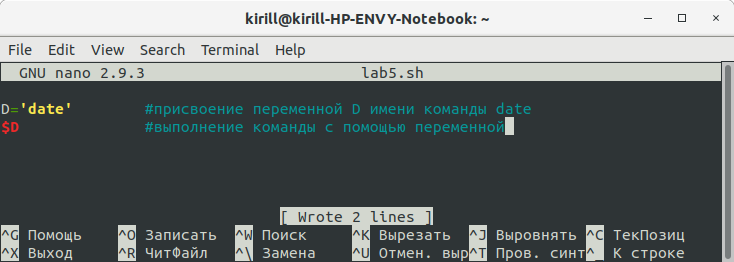 kirill@kirill-HP-ENVY-Notebook: ~
File Edit View Search Terminal Help
GNU nano 2.9.3 lab5.sh
D='date' #присвоение переменной D имени команды date
$D #выполнение команды с помощью переменной
[ Wrote 2 lines ]
^G Помощь ^O Записать ^W Поиск ^K Вырезать ^J Выровнять ^C ТекПозиц
^X Выход ^R ЧитФайл ^\ Замена ^U Отмен. выр^T Пров. синт^_ К строке